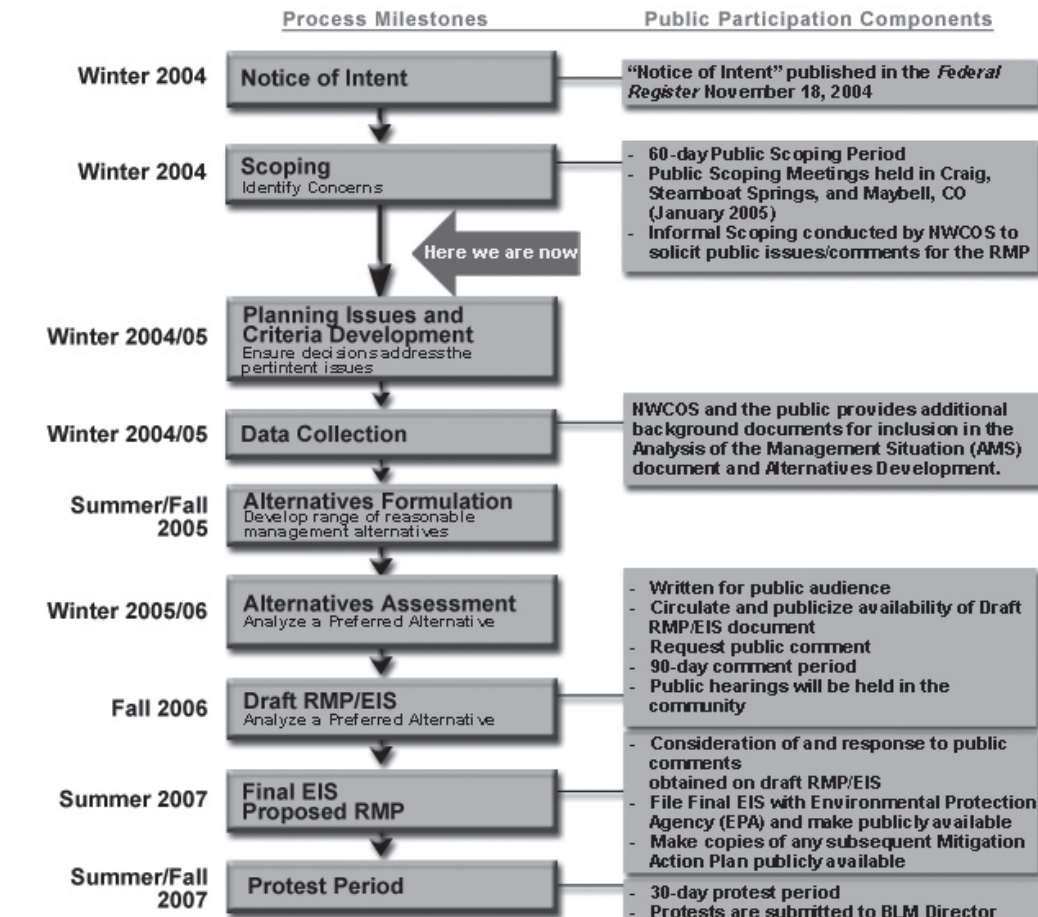 Process Milestones
Public Participation Components
Winter 2004
Notice of Intent
"Notice of Intent" published in the Federal
Register November 18, 2004
Winter 2004
Scoping
Identify Concerns
- 60-day Public Scoping Period
- Public Scoping Meetings held in Craig,
Steamboat Springs, and Maybell, CO
(January 2005)
- Informal Scoping conducted by NWCOS to
solicit public issues/comments for the RMP
Here we are now
Winter 2004/05
Planning Issues and
Criteria Development
Ensure decisions address the
pertintent issues
Winter 2004/05
Data Collection
NWCOS and the public provides additional
background documents for inclusion in the
Analysis of the Management Situation (AMS)
document and Alternatives Development.
Summer/Fall
2005
Alternatives Formulation
Develop range of reasonable
management alternatives
Winter 2005/06
Alternatives Assessment
Analyze a Preferred Alternative
Fall 2006
Draft RMP/EIS
Analyze a Preferred Alternative
- Written for public audience
- Circulate and publicize availability of Draft
RMP/EIS document
- Request public comment
- 90-day comment period
- Public hearings will be held in the
community
Summer 2007
Final EIS
Proposed RMP
- Consideration of and response to public
comments
obtained on draft RMP/EIS
- File Final EIS with Environmental Protection
Agency (EPA) and make publicly available
- Make copies of any subsequent Mitigation
Action Plan publicly available
Summer/Fall
2007
Protest Period
- 30-day protest period
- Protests are submitted to BLM Director